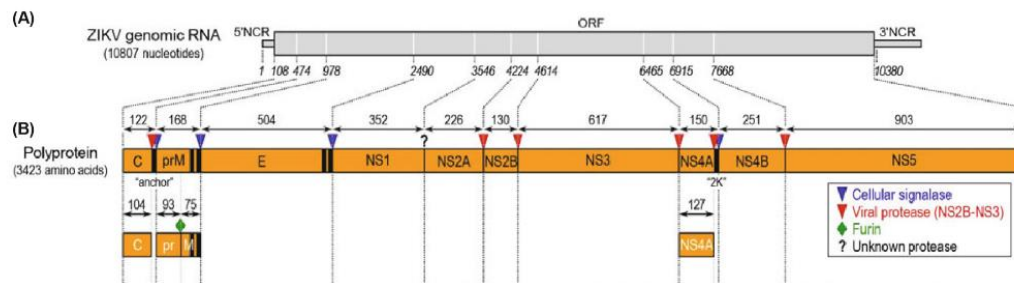 (A)
ORF
ZIKV genomic RNA
(10807 nucleotides)
5'NCR
3'NCR
1 108 474 978 2490 3546 4224 4614 6465 6915 7668 10380
122 168 504 352 226 130 617 150 251 903
(B)
?
Polyprotein
(3423 amino acids)
C prM E NS1 NS2A NS2B NS3 NS4A NS4B NS5
"anchor"
"2K"
104 93 75 127
C pr M NS4A
Cellular signalase
Viral protease (NS2B-NS3)
Furin
? Unknown protease